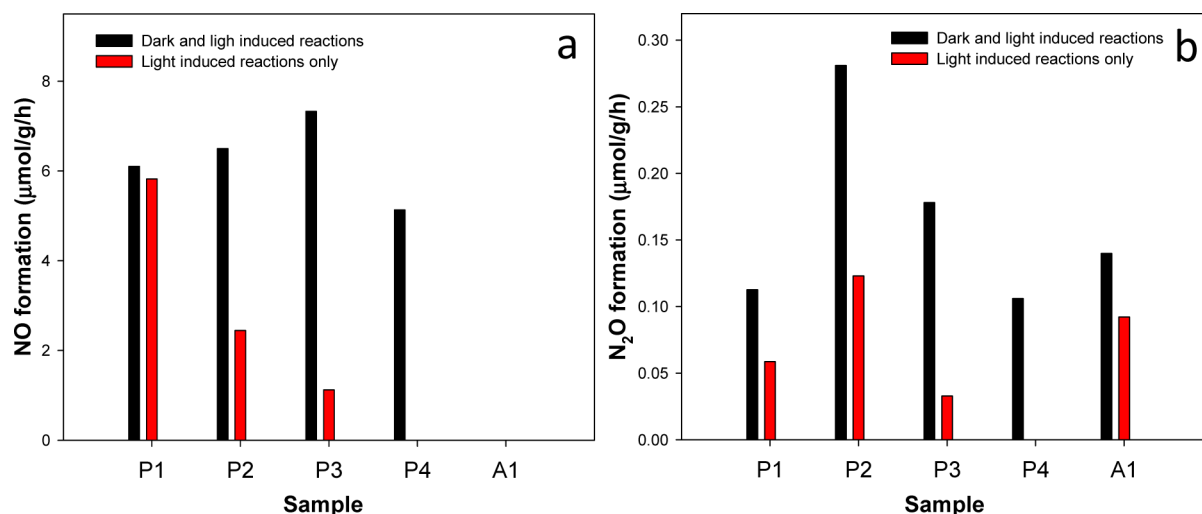 a
Dark and ligh induced reactions
Light induced reactions only
NO formation (μmol/g/h)
8
6
4
2
0
P1 P2 P3 P4 A1
Sample
b
Dark and light induced reactions
Light induced reactions only
N₂O formation (μmol/g/h)
0.30
0.25
0.20
0.15
0.10
0.05
0.00
P1 P2 P3 P4 A1
Sample